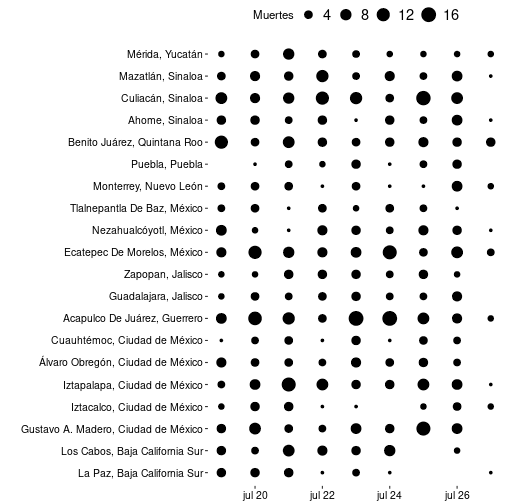 Muertes 4 8 12 16
Mérida, Yucatán
Mazatlán, Sinaloa
Culiacán, Sinaloa
Ahome, Sinaloa
Benito Juárez, Quintana Roo
Puebla, Puebla
Monterrey, Nuevo León
Tlalnepantla De Baz, México
Nezahualcóyotl, México
Ecatepec De Morelos, México
Zapopan, Jalisco
Guadalajara, Jalisco
Acapulco De Juárez, Guerrero
Cuauhtémoc, Ciudad de México
Álvaro Obregón, Ciudad de México
Iztapalapa, Ciudad de México
Iztacalco, Ciudad de México
Gustavo A. Madero, Ciudad de México
Los Cabos, Baja California Sur
La Paz, Baja California Sur
jul 20 jul 22 jul 24 jul 26